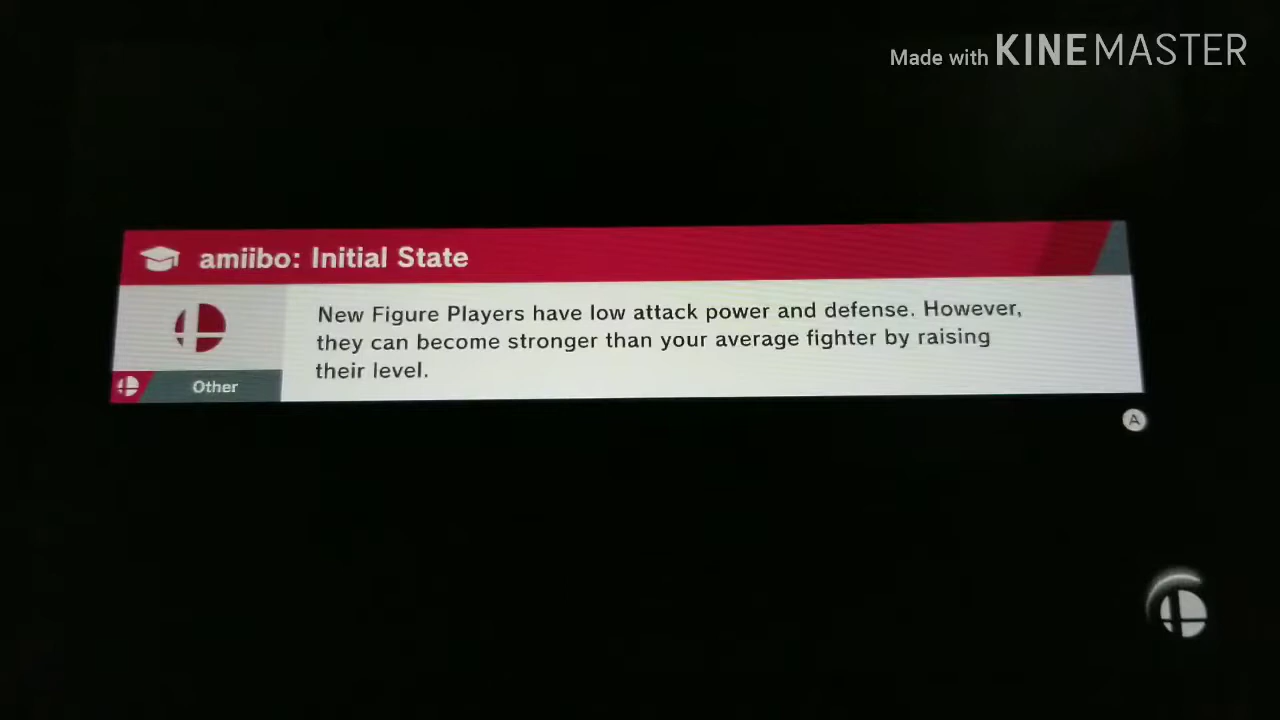 Made with KINEMASTER
amiibo: Initial State
New Figure Players have low attack power and defense. However,
they can become stronger than your average fighter by raising
their level.
Other
A